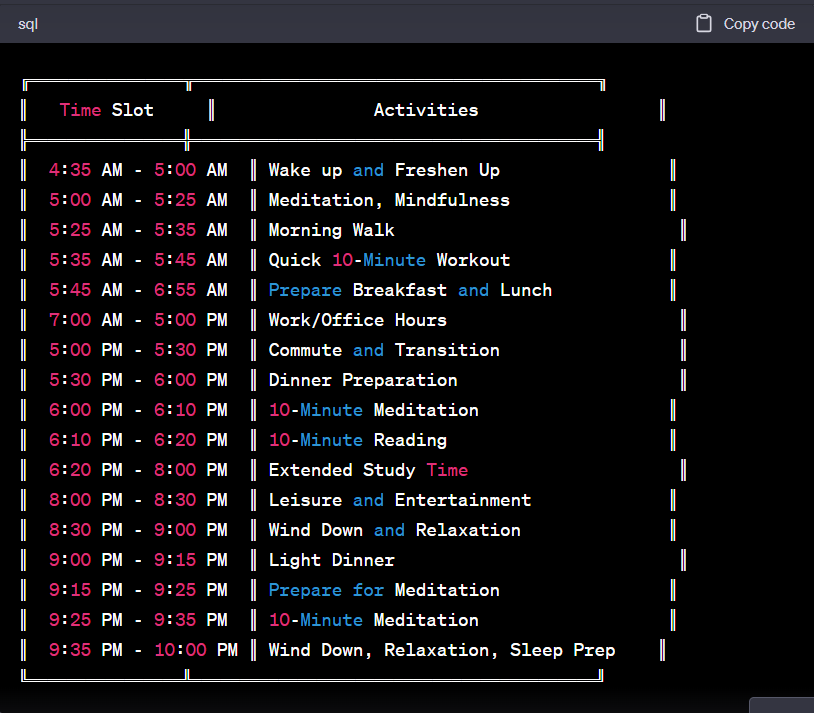 sql Copy code
Time Slot Activities
4:35 AM - 5:00 AM Wake up and Freshen Up
5:00 AM - 5:25 AM Meditation, Mindfulness
5:25 AM - 5:35 AM Morning Walk
5:35 AM - 5:45 AM Quick 10-Minute Workout
5:45 AM - 6:55 AM Prepare Breakfast and Lunch
7:00 AM - 5:00 PM Work/Office Hours
5:00 PM - 5:30 PM Commute and Transition
5:30 PM - 6:00 PM Dinner Preparation
6:00 PM - 6:10 PM 10-Minute Meditation
6:10 PM - 6:20 PM 10-Minute Reading
6:20 PM - 8:00 PM Extended Study Time
8:00 PM - 8:30 PM Leisure and Entertainment
8:30 PM - 9:00 PM Wind Down and Relaxation
9:00 PM - 9:15 PM Light Dinner
9:15 PM - 9:25 PM Prepare for Meditation
9:25 PM - 9:35 PM 10-Minute Meditation
9:35 PM - 10:00 PM Wind Down, Relaxation, Sleep Prep